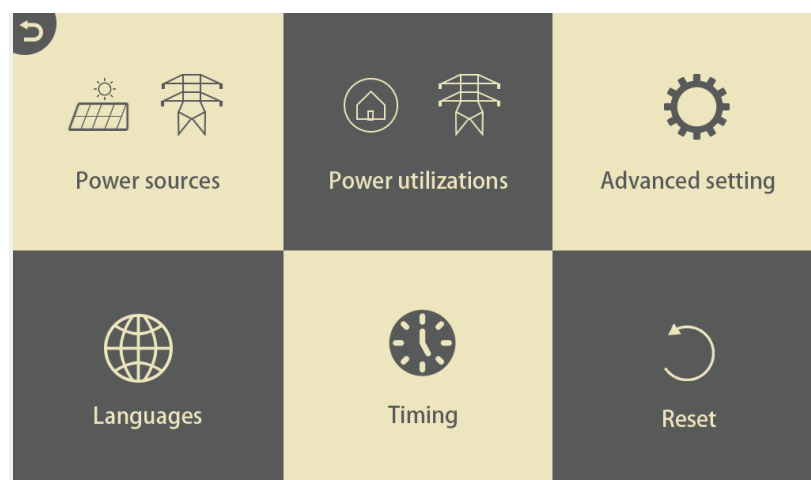 Power sources
Power utilizations
Advanced setting
Languages
Timing
Reset